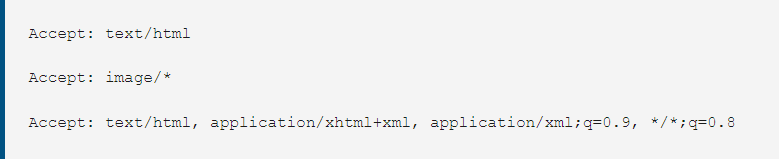 Accept: text/html
Accept: image/*
Accept: text/html, application/xhtml+xml, application/xml;q=0.9, */*;q=0.8